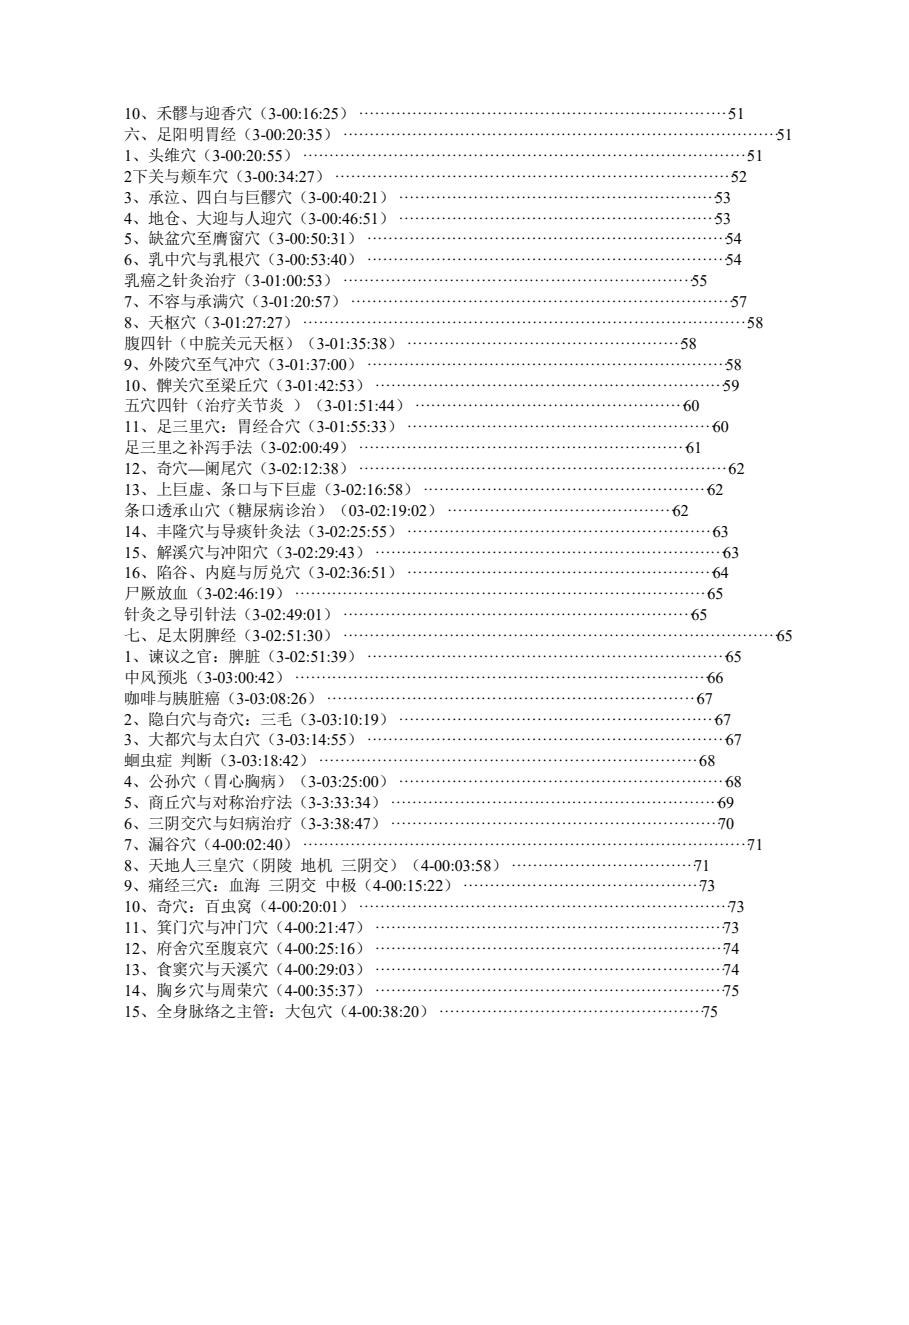 10、禾髎与迎香穴（3-00:16:25） ·····································································51
六、足阳明胃经（3-00:20:35） ·················································································51
1、头维穴（3-00:20:55） ···················································································51
2下关与颊车穴（3-00:34:27） ··········································································52
3、承泣、四白与巨髎穴（3-00:40:21） ···························································53
4、地仓、大迎与人迎穴（3-00:46:51） ···························································53
5、缺盆穴至膺窗穴（3-00:50:31） ···································································54
6、乳中穴与乳根穴（3-00:53:40） ···································································54
乳癌之针灸治疗（3-01:00:53） ·································································55
7、不容与承满穴（3-01:20:57） ·······································································57
8、天枢穴（3-01:27:27） ···················································································58
腹四针（中脘关元天枢）（3-01:35:38） ···················································58
9、外陵穴至气冲穴（3-01:37:00） ···································································58
10、髀关穴至梁丘穴（3-01:42:53） ·································································59
五穴四针（治疗关节炎 ）（3-01:51:44） ··················································60
11、足三里穴：胃经合穴（3-01:55:33） ·························································60
足三里之补泻手法（3-02:00:49） ·····························································61
12、奇穴—阑尾穴（3-02:12:38） ·····································································62
13、上巨虚、条口与下巨虚（3-02:16:58） ·····················································62
条口透承山穴（糖尿病诊治）（03-02:19:02） ··········································62
14、丰隆穴与导痰针灸法（3-02:25:55） ·························································63
15、解溪穴与冲阳穴（3-02:29:43） ·································································63
16、陷谷、内庭与厉兑穴（3-02:36:51） ·························································64
尸厥放血（3-02:46:19） ·············································································65
针灸之导引针法（3-02:49:01） ·································································65
七、足太阴脾经（3-02:51:30） ·················································································65
1、谏议之官：脾脏（3-02:51:39） ···································································65
中风预兆（3-03:00:42） ·············································································66
咖啡与胰脏癌（3-03:08:26） ·····································································67
2、隐白穴与奇穴：三毛（3-03:10:19） ···························································67
3、大都穴与太白穴（3-03:14:55） ···································································67
蛔虫症 判断（3-03:18:42） ·······································································68
4、公孙穴（胃心胸病）（3-03:25:00） ·····························································68
5、商丘穴与对称治疗法（3-3:33:34） ·····························································69
6、三阴交穴与妇病治疗（3-3:38:47） ·····························································70
7、漏谷穴（4-00:02:40） ···················································································71
8、天地人三皇穴（阴陵 地机 三阴交）（4-00:03:58） ··································71
9、痛经三穴：血海 三阴交 中极（4-00:15:22） ············································73
10、奇穴：百虫窝（4-00:20:01） ·····································································73
11、箕门穴与冲门穴（4-00:21:47） ·································································73
12、府舍穴至腹哀穴（4-00:25:16） ·································································74
13、食窦穴与天溪穴（4-00:29:03） ·································································74
14、胸乡穴与周荣穴（4-00:35:37） ·································································75
15、全身脉络之主管：大包穴（4-00:38:20） ·················································75